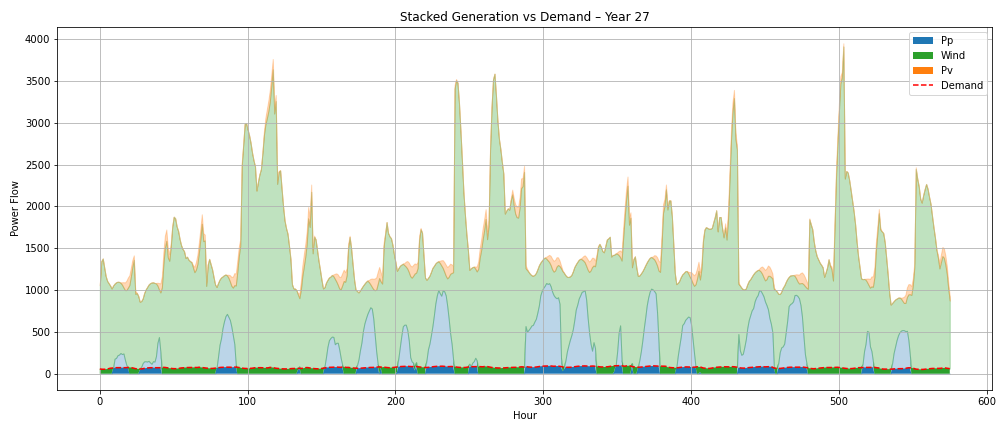 Stacked Generation vs Demand – Year 27
4000
3500
3000
2500
2000
1500
1000
500
0
Power Flow
0
100
200
300
400
500
600
Hour
Pp
Wind
Pv
Demand